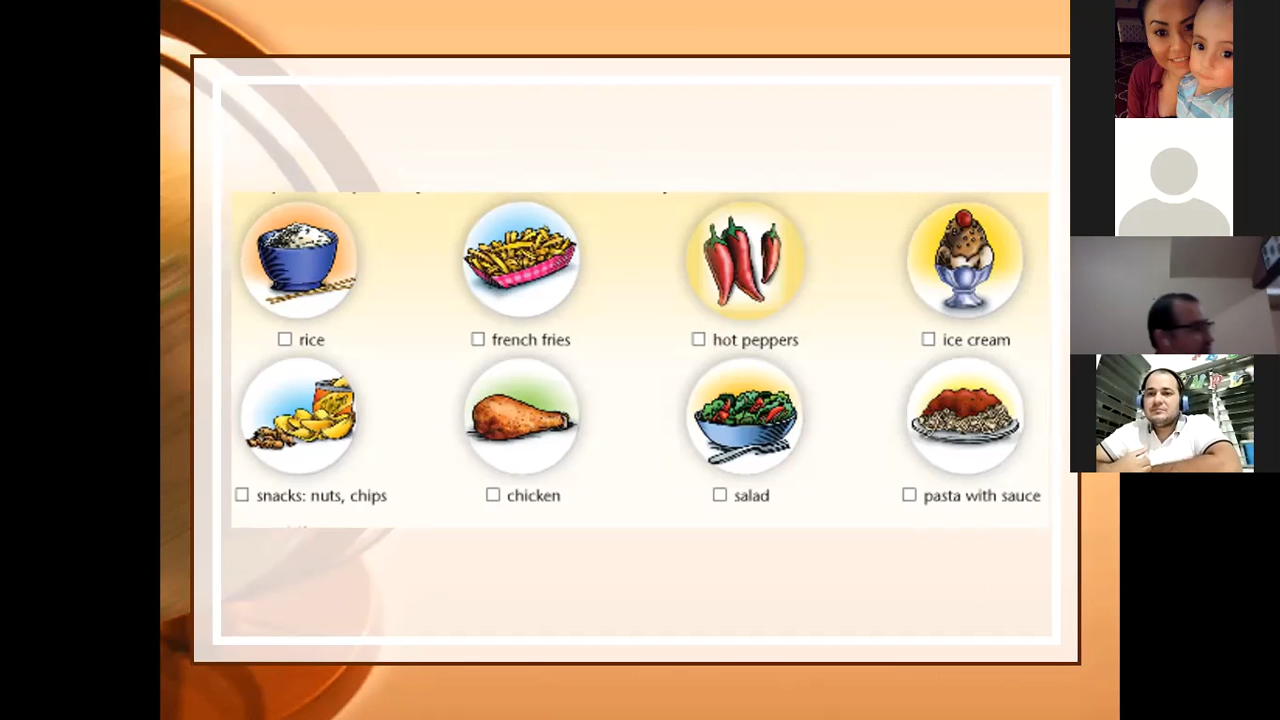 rice french fries hot peppers ice cream
snacks: nuts, chips chicken salad pasta with sauce